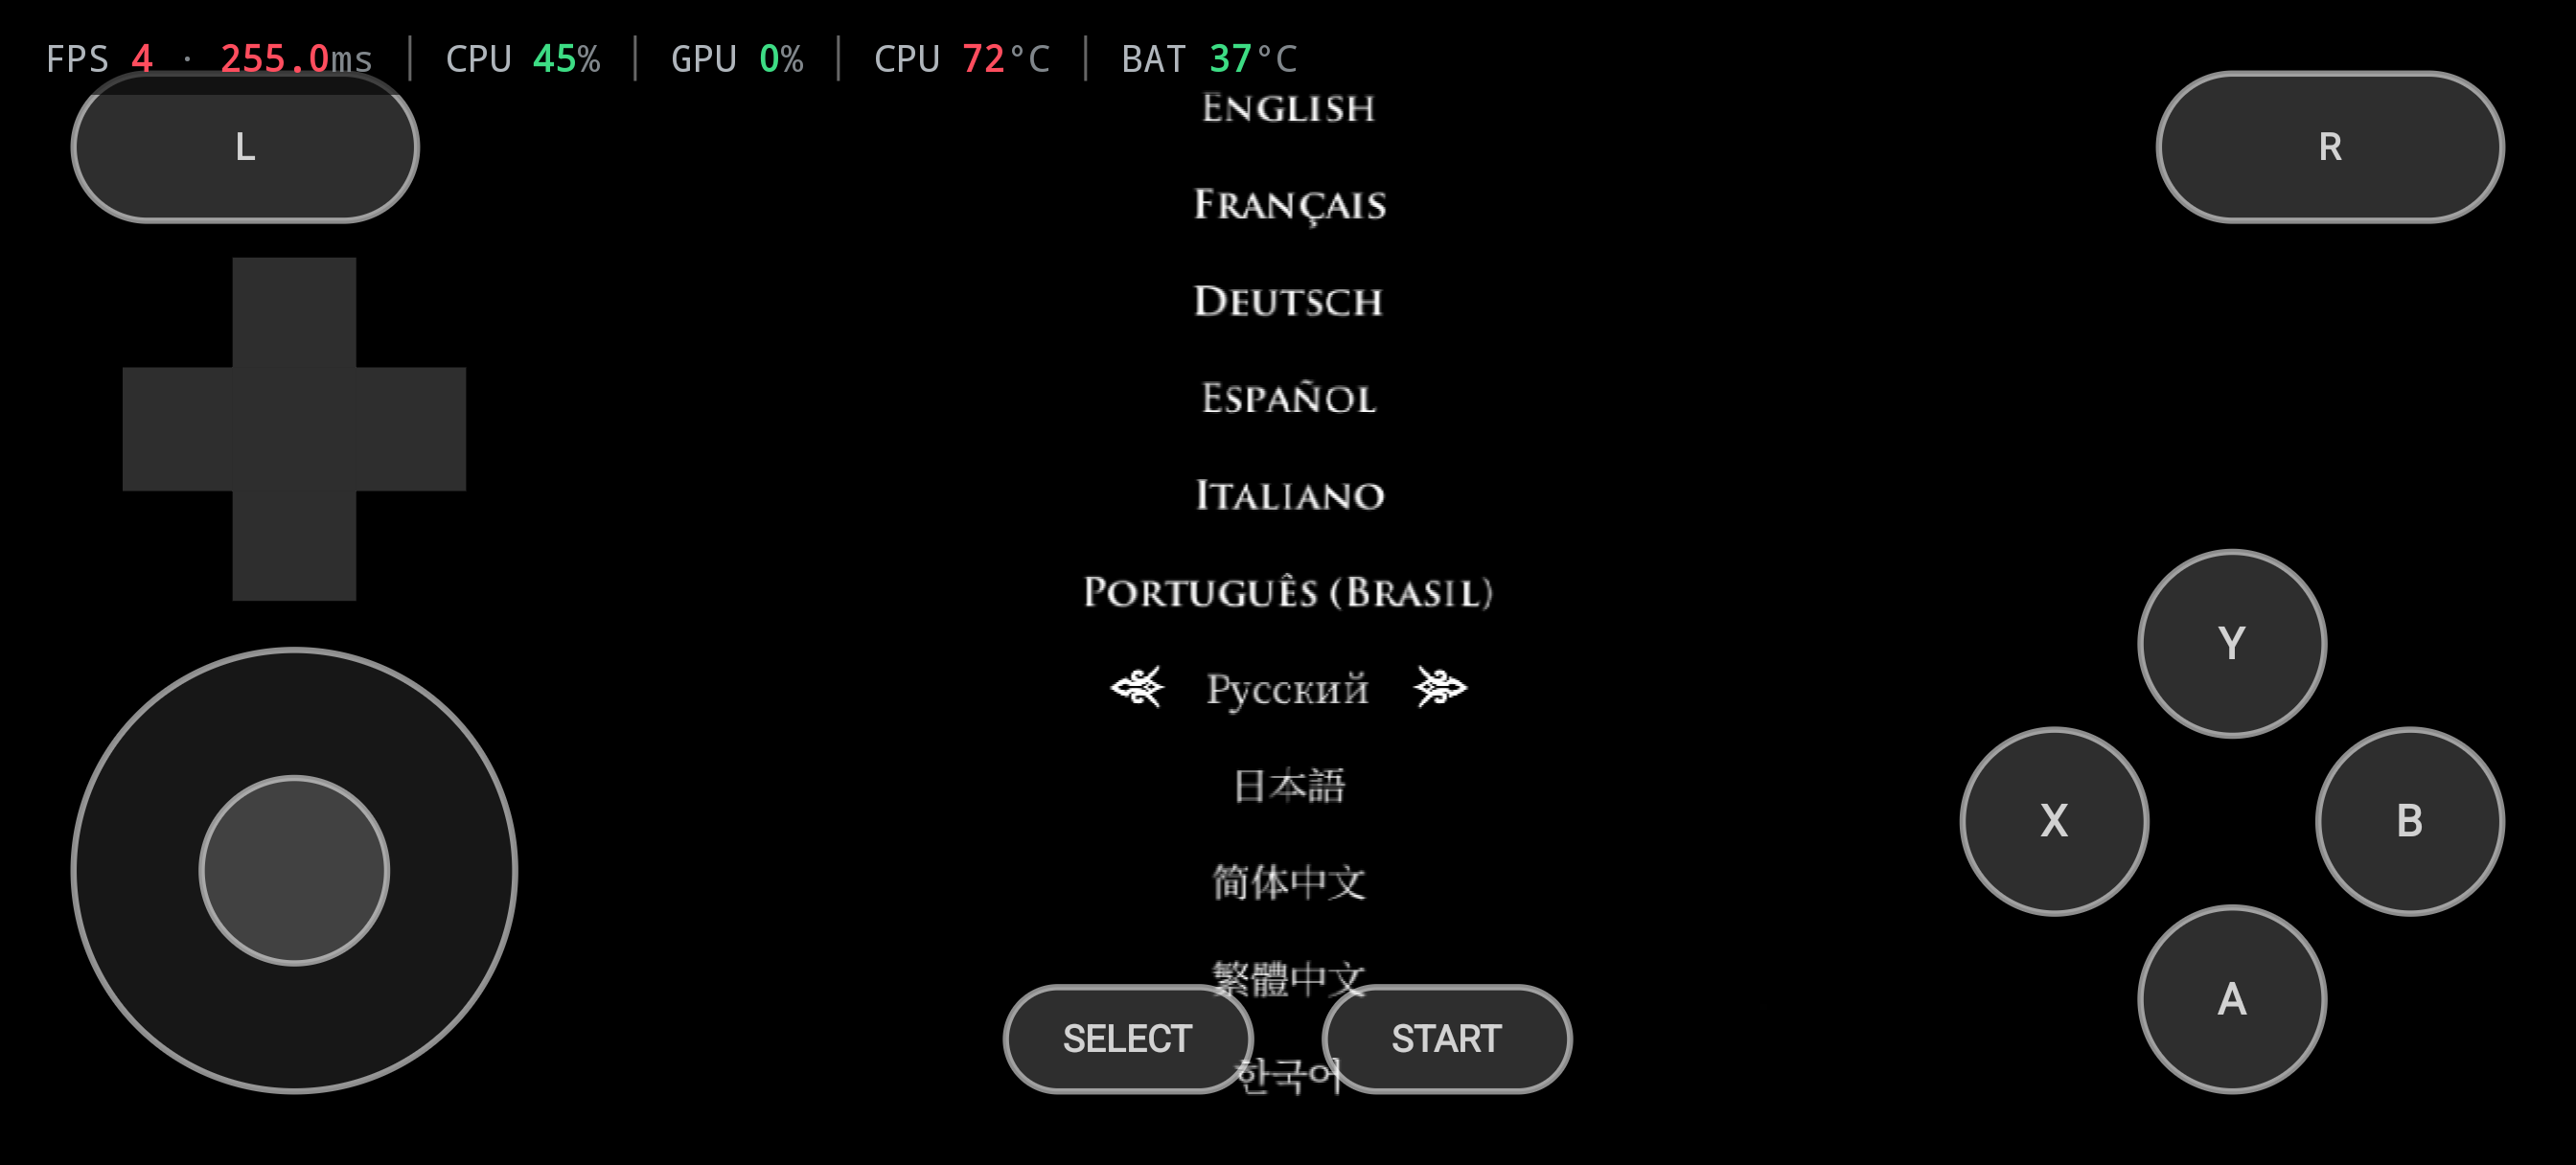 FPS 4 · 255.0ms | CPU 45% | GPU 0% | CPU 72°C | BAT 37°C
ENGLISH
L
R
FRANÇAIS
DEUTSCH
ESPAÑOL
ITALIANO
PORTUGUÊS (BRASIL)
Y
Русский
日本語
X
B
简体中文
繁體中文
A
SELECT
START
한국어